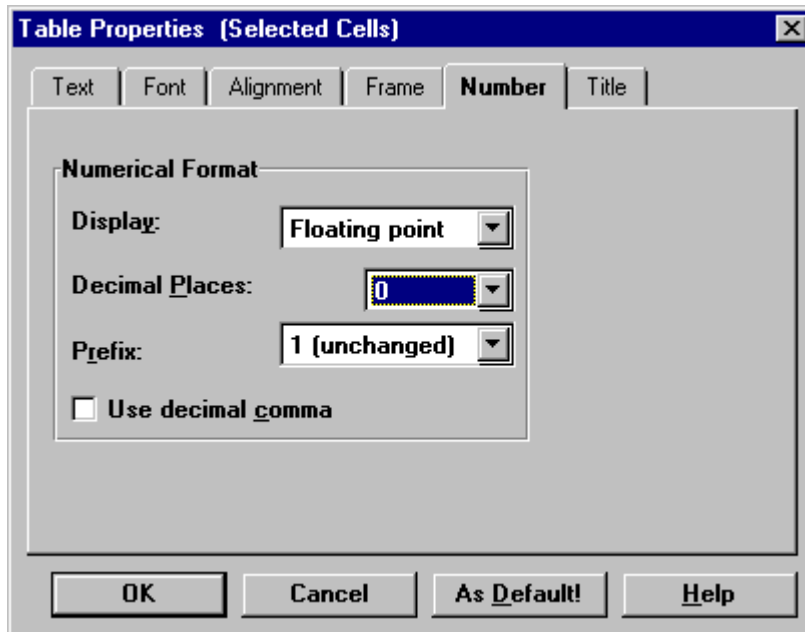 Table Properties (Selected Cells)
Text Font Alignment Frame Number Title
Numerical Format
Display: Floating point
Decimal Places: 0
Prefix: 1 (unchanged)
Use decimal comma
OK Cancel As Default! Help